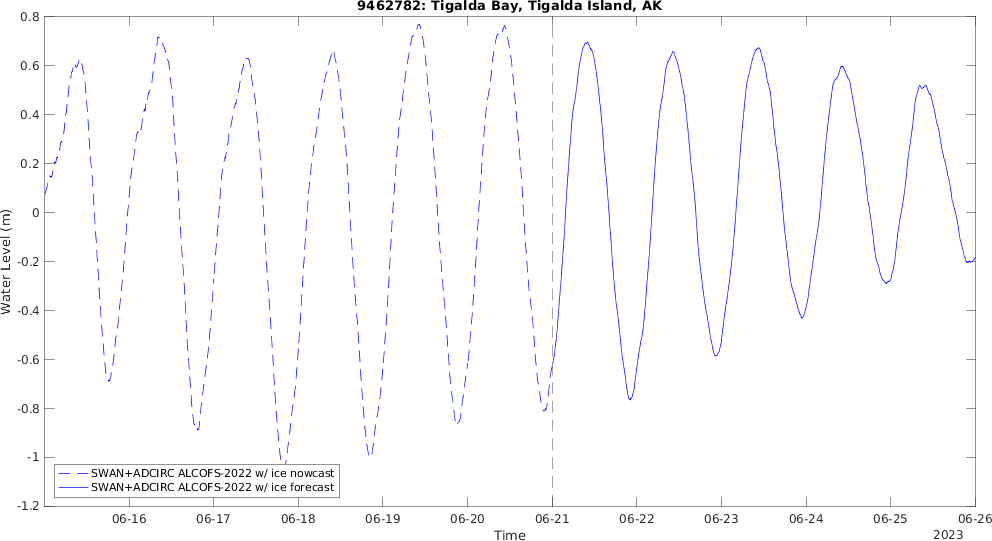 9462782: Tigalda Bay, Tigalda Island, AK
0.8
0.6
0.4
0.2
0
-0.2
-0.4
-0.6
-0.8
-1
-1.2
Water Level (m)
SWAN+ADCIRC ALCOFS-2022 w/ ice nowcast
SWAN+ADCIRC ALCOFS-2022 w/ ice forecast
06-16 06-17 06-18 06-19 06-20 06-21 06-22 06-23 06-24 06-25 06-26
Time
2023